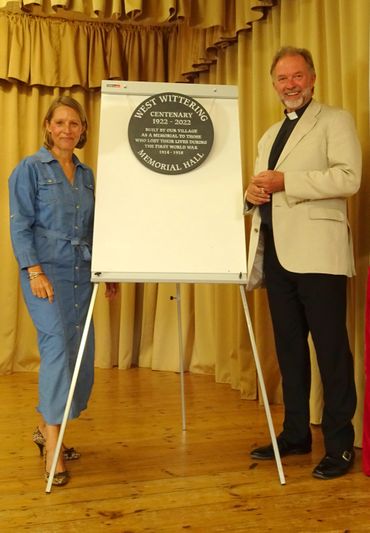 WEST WITTERING
CENTENARY
1922 - 2022
BUILT BY OUR VILLAGE
AS A MEMORIAL TO THOSE
WHO LOST THEIR LIVES DURING
THE FIRST WORLD WAR
1914 - 1918
MEMORIAL HALL